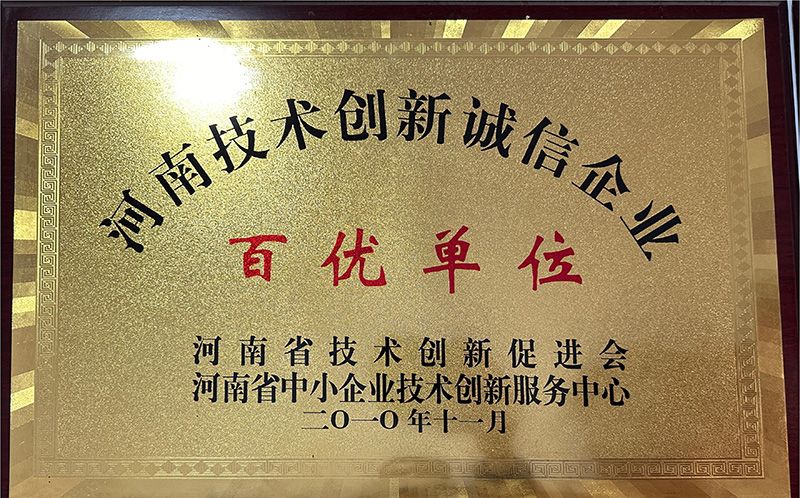 河南技术创新诚信企业
百优单位
河南省技术创新促进会
河南省中小企业技术创新服务中心
二〇一〇年十一月